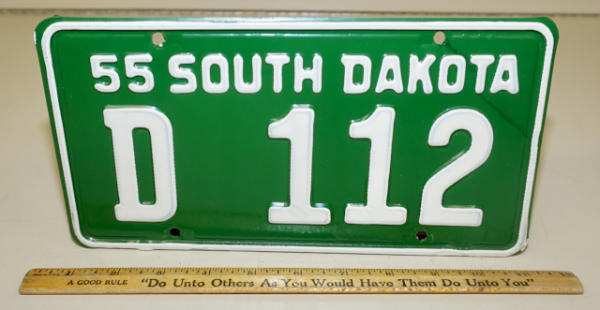 55 SOUTH DAKOTA
D 112
A GOOD RULE "Do Unto Others As You Would Have Them Do Unto You"